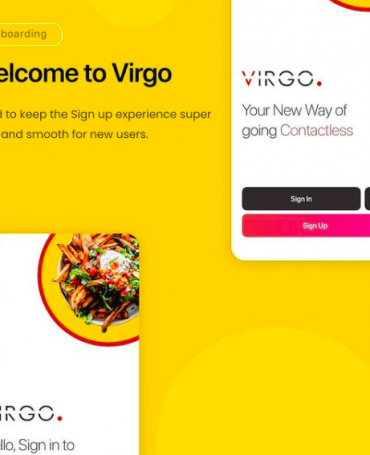 boarding
elcome to Virgo
d to keep the Sign up experience super
and smooth for new users.
VIRGO.
Your New Way of
going Contactless
Sign In
Sign Up
IRGO.
llo, Sign in to